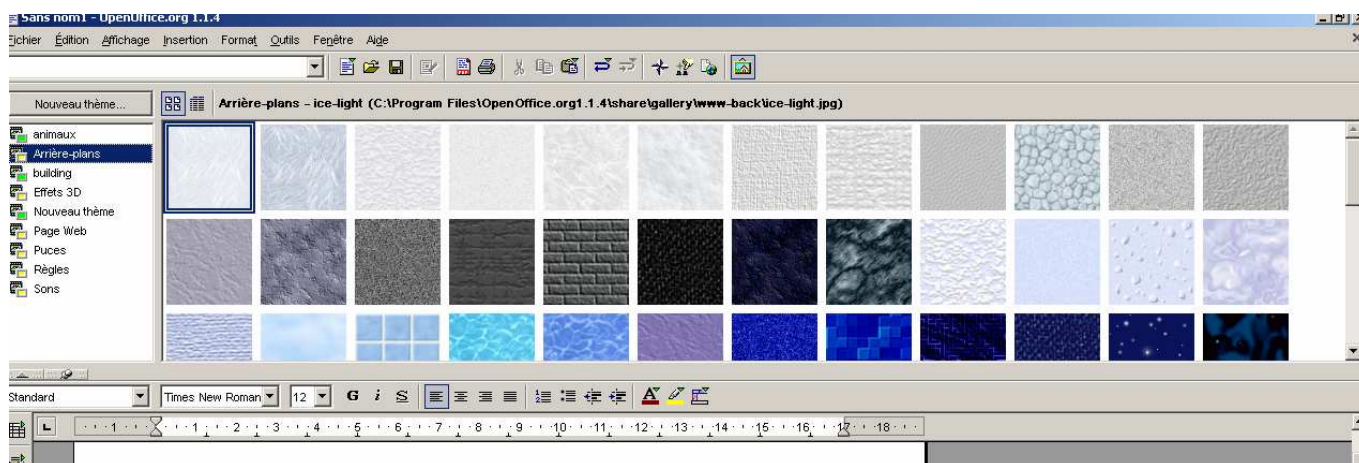 Sans nom1 - OpenOffice.org 1.1.4
Fichier Édition Affichage Insertion Format Outils Fenêtre Aide
Nouveau thème... Arrière-plans - ice-light (C:\Program Files\OpenOffice.org1.1.4\share\gallery\www-back\ice-light.jpg)
animaux
Arrière-plans
building
Effets 3D
Nouveau thème
Page Web
Puces
Règles
Sons
Standard Times New Roman 12 G i S A
1 1 2 3 4 5 6 7 8 9 10 11 12 13 14 15 16 17 18